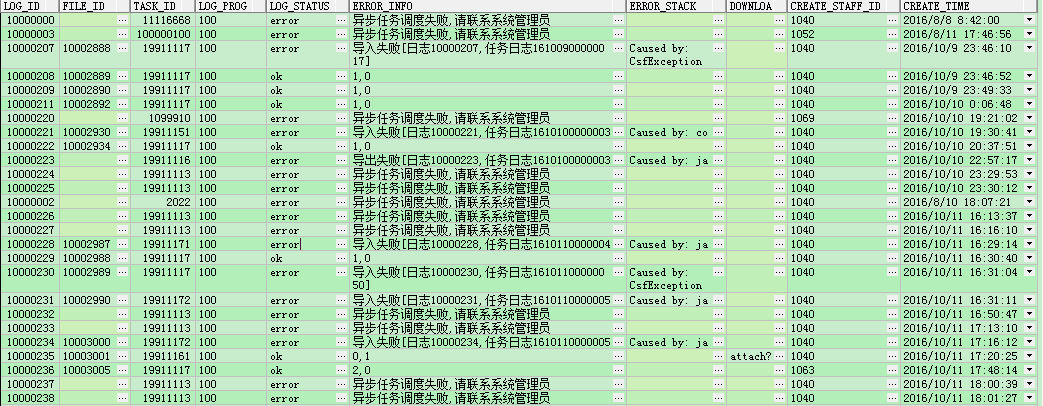 LOG_ID FILE_ID TASK_ID LOG_PROG LOG_STATUS ERROR_INFO ERROR_STACK DOWNLOA CREATE_STAFF_ID CREATE_TIME
10000000 11116668 100 error 异步任务调度失败,请联系系统管理员 1040 2016/8/8 8:42:00
10000003 100000100 100 error 异步任务调度失败,请联系系统管理员 1052 2016/8/11 17:46:56
10000207 10002888 19911117 100 error 导入失败[日志10000207,任务日志161009000000 Caused by: 1040 2016/10/9 23:46:10
17] CsfException
10000208 10002889 19911117 100 ok 1,0 1040 2016/10/9 23:46:52
10000209 10002890 19911117 100 ok 1,0 1040 2016/10/9 23:49:33
10000211 10002892 19911117 100 ok 1,0 1040 2016/10/10 0:06:48
10000220 1099910 100 error 异步任务调度失败,请联系系统管理员 1069 2016/10/10 19:21:02
10000221 10002930 19911151 100 error 导入失败[日志10000221,任务日志1610100000003 Caused by: co 1040 2016/10/10 19:30:41
10000222 10002934 19911117 100 ok 1,0 1040 2016/10/10 20:37:51
10000223 19911116 100 error 导出失败[日志10000223,任务日志1610100000003 Caused by: ja 1040 2016/10/10 22:57:17
10000224 19911113 100 error 异步任务调度失败,请联系系统管理员 1040 2016/10/10 23:29:53
10000225 19911113 100 error 异步任务调度失败,请联系系统管理员 1040 2016/10/10 23:30:12
10000002 2022 100 error 异步任务调度失败,请联系系统管理员 1040 2016/8/10 18:07:21
10000226 19911113 100 error 异步任务调度失败,请联系系统管理员 1040 2016/10/11 16:13:37
10000227 19911113 100 error 异步任务调度失败,请联系系统管理员 1040 2016/10/11 16:16:10
10000228 10002987 19911171 100 error 导入失败[日志10000228,任务日志1610110000004 Caused by: ja 1040 2016/10/11 16:29:14
10000229 10002988 19911117 100 ok 1,0 1040 2016/10/11 16:30:40
10000230 10002989 19911117 100 error 导入失败[日志10000230,任务日志161011000000 Caused by: 1040 2016/10/11 16:31:04
50] CsfException
10000231 10002990 19911172 100 error 导入失败[日志10000231,任务日志1610110000005 Caused by: ja 1040 2016/10/11 16:31:11
10000232 19911113 100 error 异步任务调度失败,请联系系统管理员 1040 2016/10/11 16:50:47
10000233 19911113 100 error 异步任务调度失败,请联系系统管理员 1040 2016/10/11 17:13:10
10000234 10003000 19911172 100 error 导入失败[日志10000234,任务日志1610110000005 Caused by: ja 1040 2016/10/11 17:16:12
10000235 10003001 19911161 100 ok 0,1 attach? 1040 2016/10/11 17:20:25
10000236 10003005 19911117 100 ok 2,0 1063 2016/10/11 17:48:14
10000237 19911113 100 error 异步任务调度失败,请联系系统管理员 1040 2016/10/11 18:00:39
10000238 19911113 100 error 异步任务调度失败,请联系系统管理员 1040 2016/10/11 18:01:27